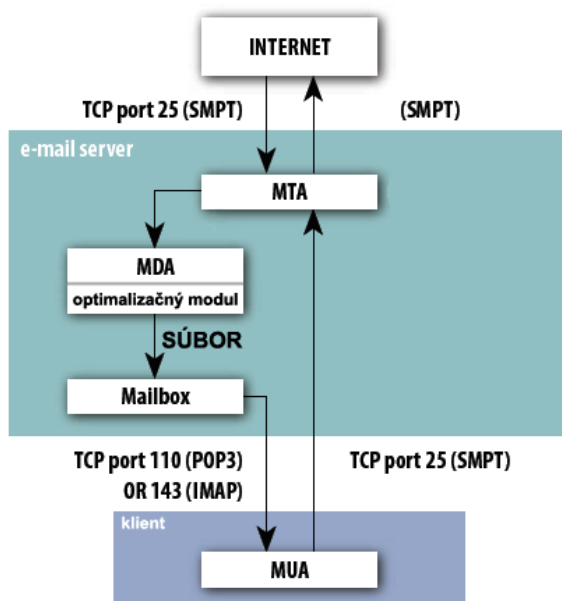 INTERNET
TCP port 25 (SMPT)
(SMPT)
e-mail server
MTA
MDA
optimalizačný modul
SÚBOR
Mailbox
TCP port 110 (POP3)
OR 143 (IMAP)
TCP port 25 (SMPT)
klient
MUA